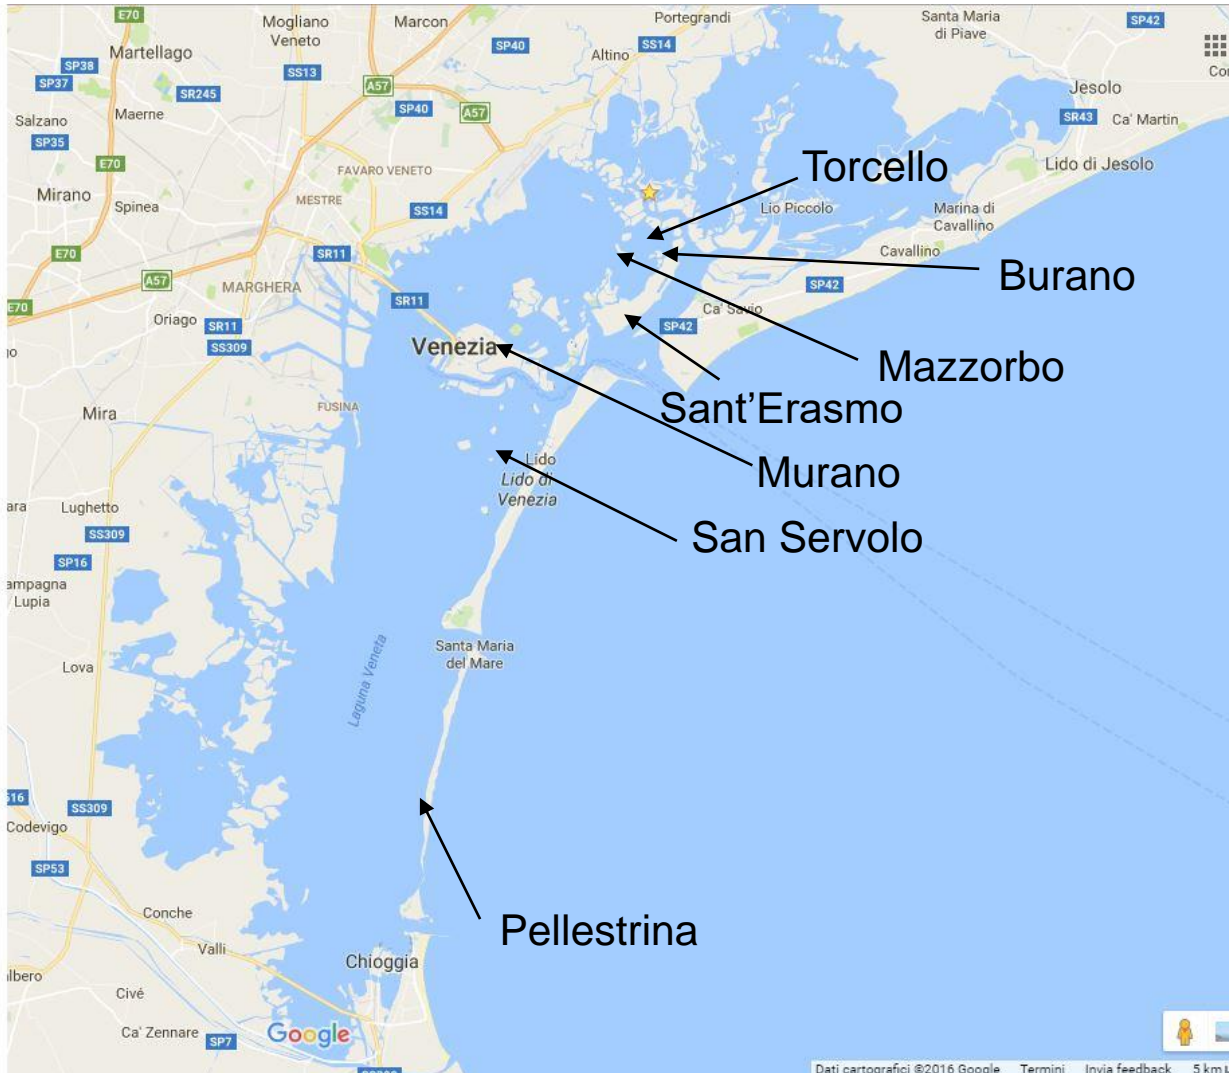 E70
Mogliano
Veneto
Marcon
Portegrandi
Santa Maria
di Piave
SP42
Martellago
SP40
SS14
Altino
SP38
SP37
SS13
A57
SR245
Jesolo
Salzano
Maerne
SP40
A57
SR43
Ca' Martin
SP35
E70
FAVARO VENETO
Torcello
Lido di Jesolo
Mirano
Spinea
MESTRE
SS14
Lio Piccolo
Marina di
Cavallino
E70
SR11
Cavallino
Burano
A57
MARGHERA
SR11
SP42
E70
Oriago
SR11
SS309
Ca' Savio
SP42
Venezia
Mazzorbo
Mira
FUSINA
Sant'Erasmo
Lido
Lido di
Venezia
Murano
Lughetto
SS309
San Servolo
SP16
Lupia
Santa Maria
del Mare
Lova
Laguna Veneta
SS309
Codevigo
SP53
Conche
Pellestrina
Valli
Chioggia
Civé
Ca' Zennare
SP7
Google
Dati cartografici ©2016 Google Termini Invia feedback 5 km